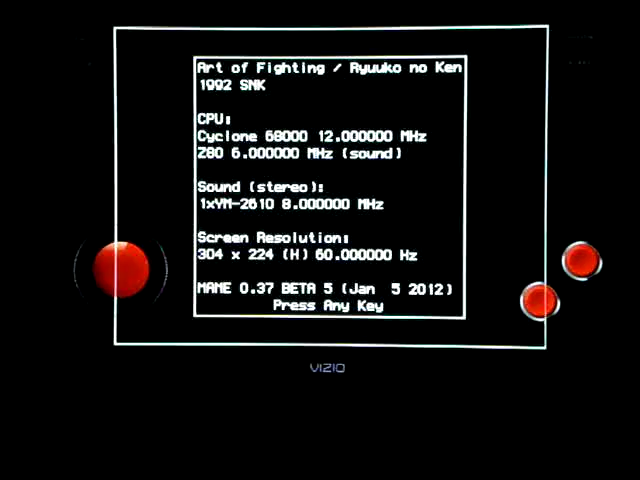 Art of Fighting / Ryuuko no Ken
1992 SNK
CPU:
Cyclone 68000 12.000000 MHz
Z80 6.000000 MHz (sound)
Sound (stereo):
1xYM-2610 8.000000 MHz
Screen Resolution:
304 x 224 (H) 60.000000 Hz
MAME 0.37 BETA 5 (Jan  5 2012)
Press Any Key
VIZIO